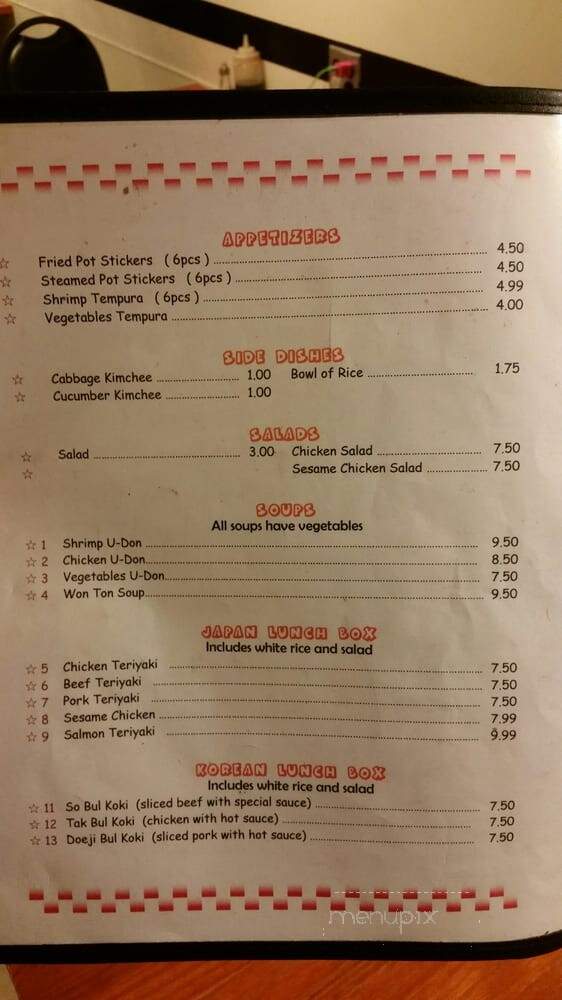 APPETIZERS
☆ Fried Pot Stickers ( 6pcs ) 4.50
☆ Steamed Pot Stickers ( 6pcs ) 4.50
☆ Shrimp Tempura ( 6pcs ) 4.99
☆ Vegetables Tempura 4.00
SIDE DISHES
☆ Cabbage Kimchee 1.00 Bowl of Rice 1.75
☆ Cucumber Kimchee 1.00
SALADS
☆ Salad 3.00 Chicken Salad 7.50
☆ Sesame Chicken Salad 7.50
SOUPS
All soups have vegetables
☆ 1 Shrimp U-Don 9.50
☆ 2 Chicken U-Don 8.50
☆ 3 Vegetables U-Don 7.50
☆ 4 Won Ton Soup 9.50
JAPAN LUNCH BOX
Includes white rice and salad
☆ 5 Chicken Teriyaki 7.50
☆ 6 Beef Teriyaki 7.50
☆ 7 Pork Teriyaki 7.50
☆ 8 Sesame Chicken 7.99
☆ 9 Salmon Teriyaki 9.99
KOREAN LUNCH BOX
Includes white rice and salad
☆ 11 So Bul Koki (sliced beef with special sauce) 7.50
☆ 12 Tak Bul Koki (chicken with hot sauce) 7.50
☆ 13 Doeji Bul Koki (sliced pork with hot sauce) 7.50
menupix